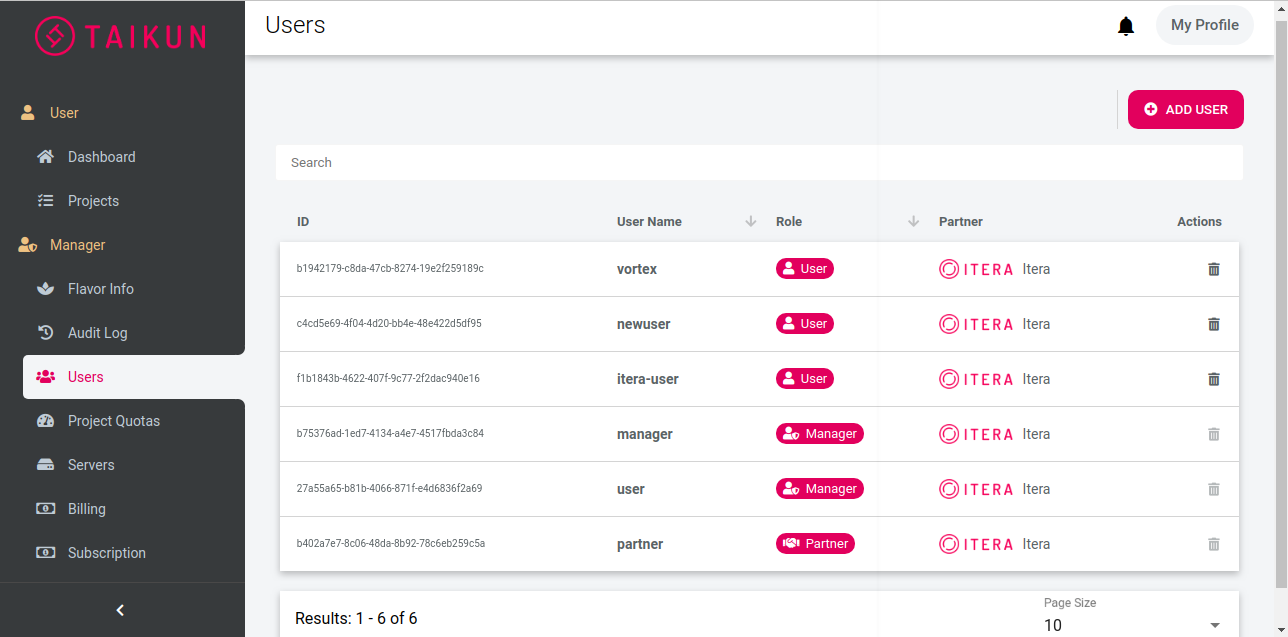 TAIKUN
Users
My Profile
User
Dashboard
Projects
Manager
Flavor Info
Audit Log
Users
Project Quotas
Servers
Billing
Subscription
ADD USER
Search
ID User Name Role Partner Actions
b1942179-c8da-47cb-8274-19e2f259189c vortex User ITERA Itera
c4cd5e69-4f04-4d20-bb4e-48e422d5df95 newuser User ITERA Itera
f1b1843b-4622-407f-9c77-2f2dac940e16 itera-user User ITERA Itera
b75376ad-1ed7-4134-a4e7-4517fbda3c84 manager Manager ITERA Itera
27a55a65-b81b-4066-871f-e4d6836f2a69 user Manager ITERA Itera
b402a7e7-8c06-48da-8b92-78c6eb259c5a partner Partner ITERA Itera
Results: 1 - 6 of 6
Page Size
10